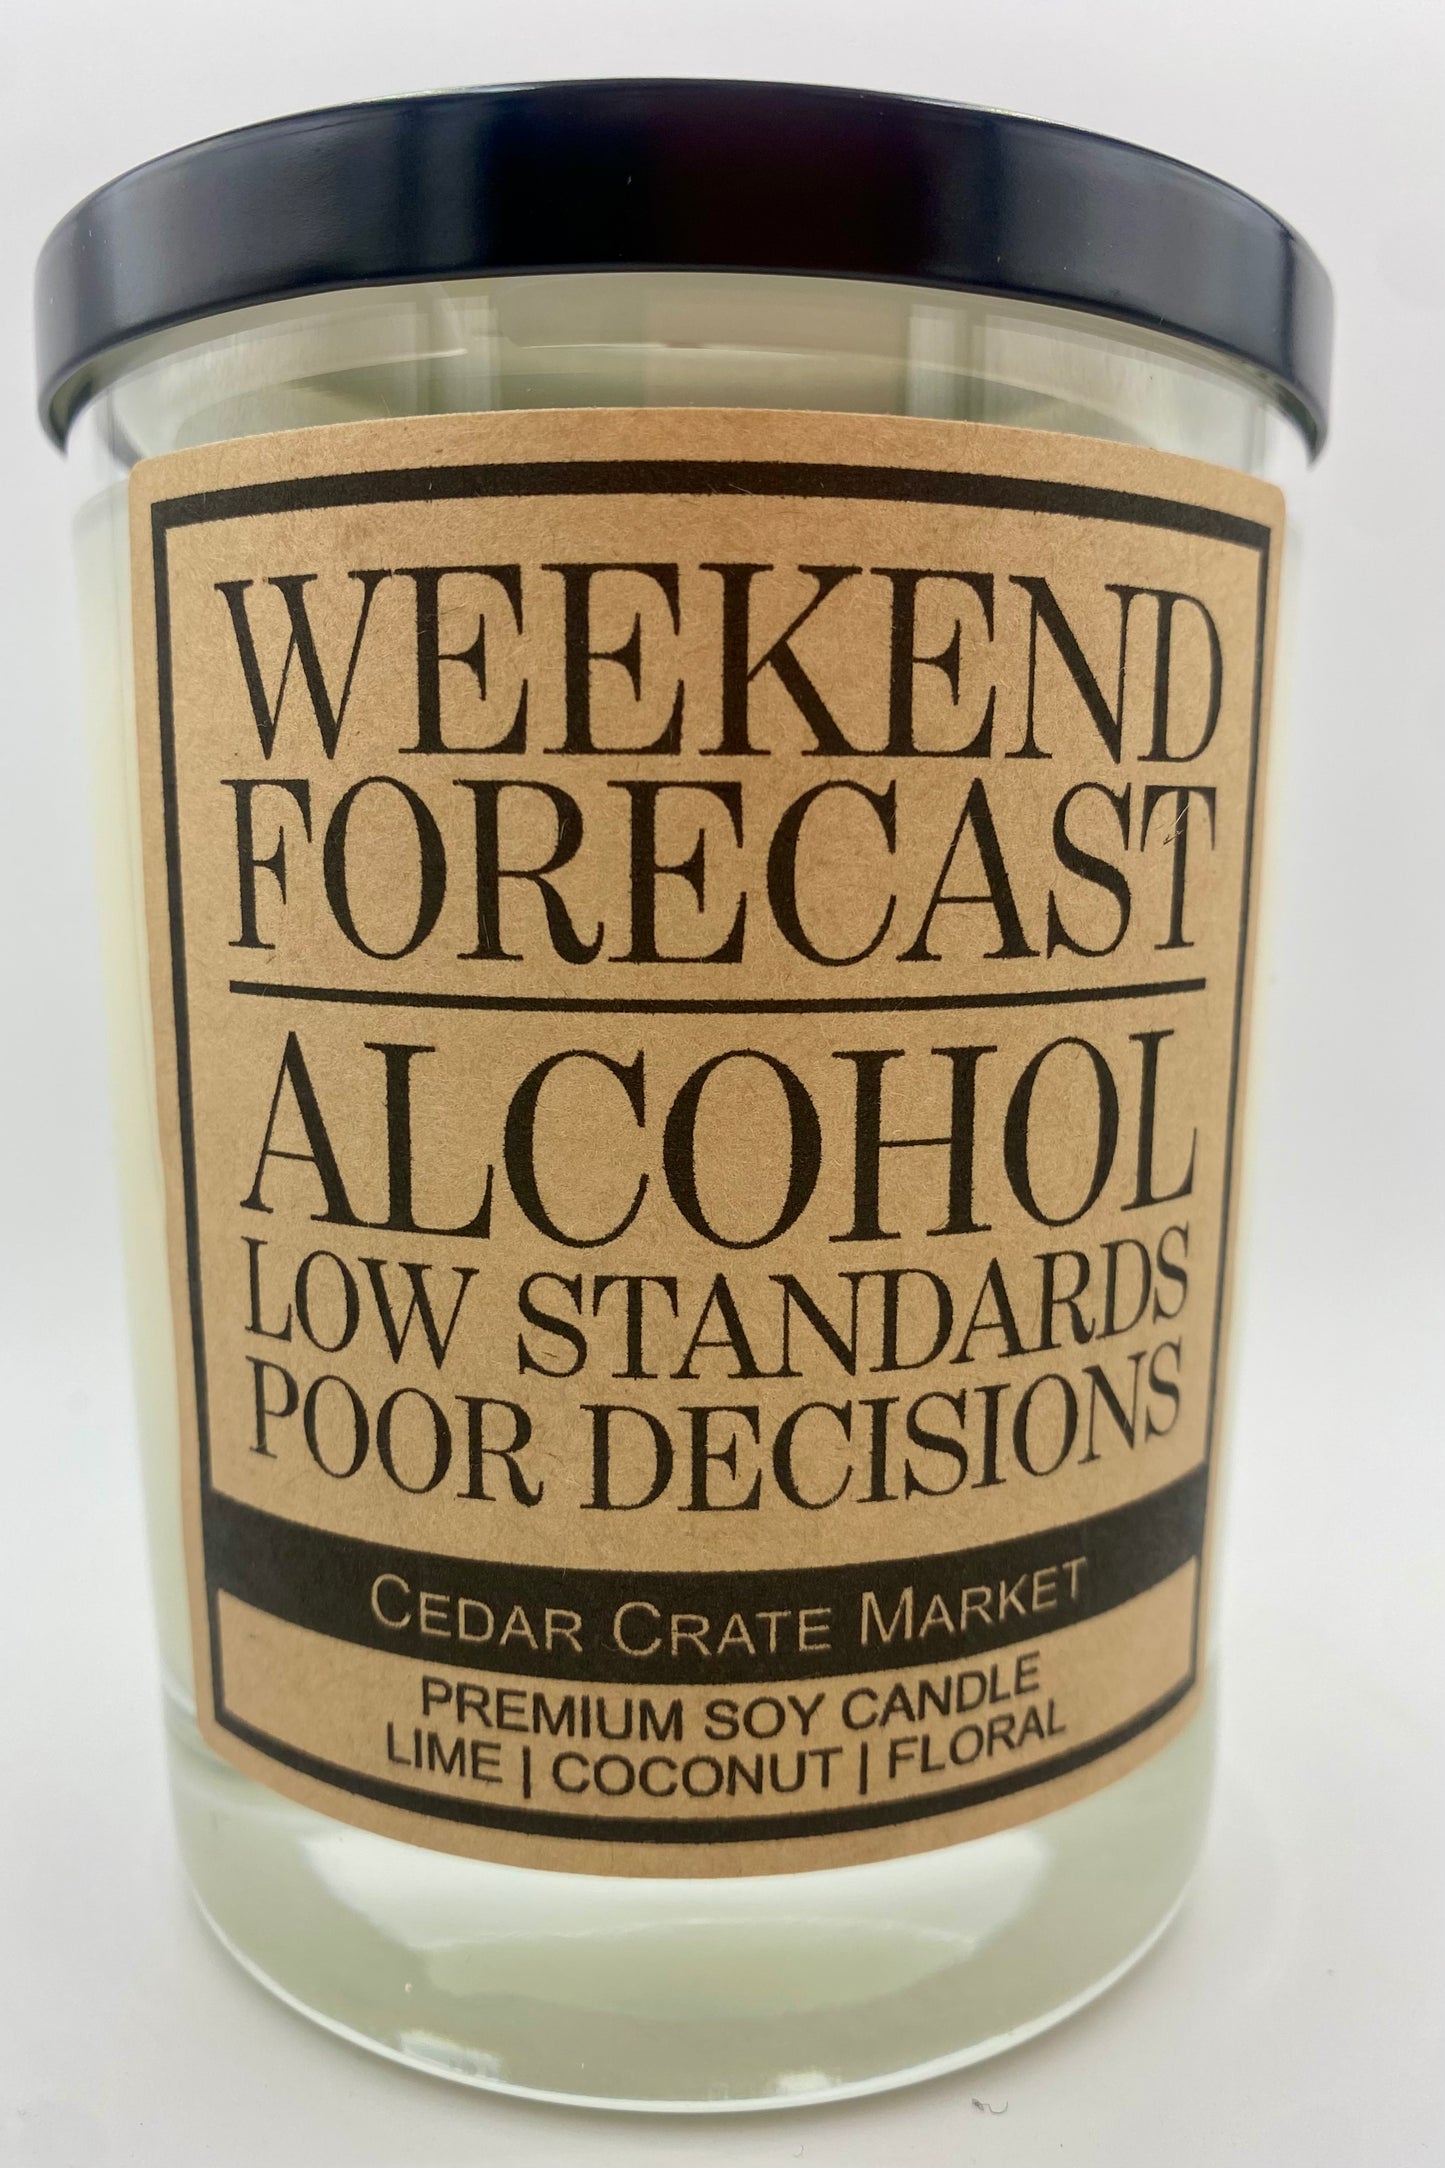 WEEKEND
FORECAST
ALCOHOL
LOW STANDARDS
POOR DECISIONS
CEDAR CRATE MARKET
PREMIUM SOY CANDLE
LIME | COCONUT | FLORAL